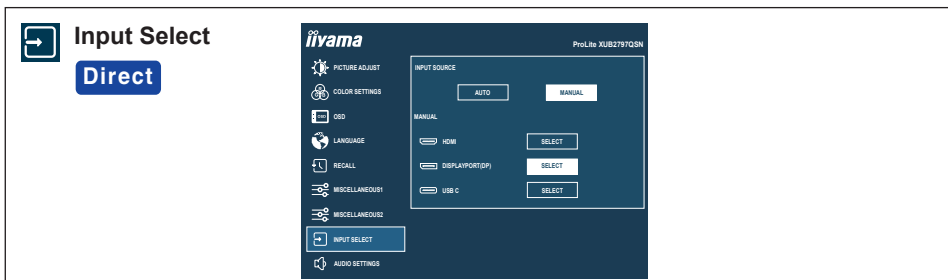 Input Select
Direct
iiyama
ProLite XUB2797QSN
PICTURE ADJUST
COLOR SETTINGS
OSD
OSD
LANGUAGE
RECALL
MISCELLANEOUS1
MISCELLANEOUS2
INPUT SELECT
AUDIO SETTINGS
INPUT SOURCE
AUTO MANUAL
MANUAL
HDMI SELECT
DISPLAYPORT(DP) SELECT
USB C SELECT